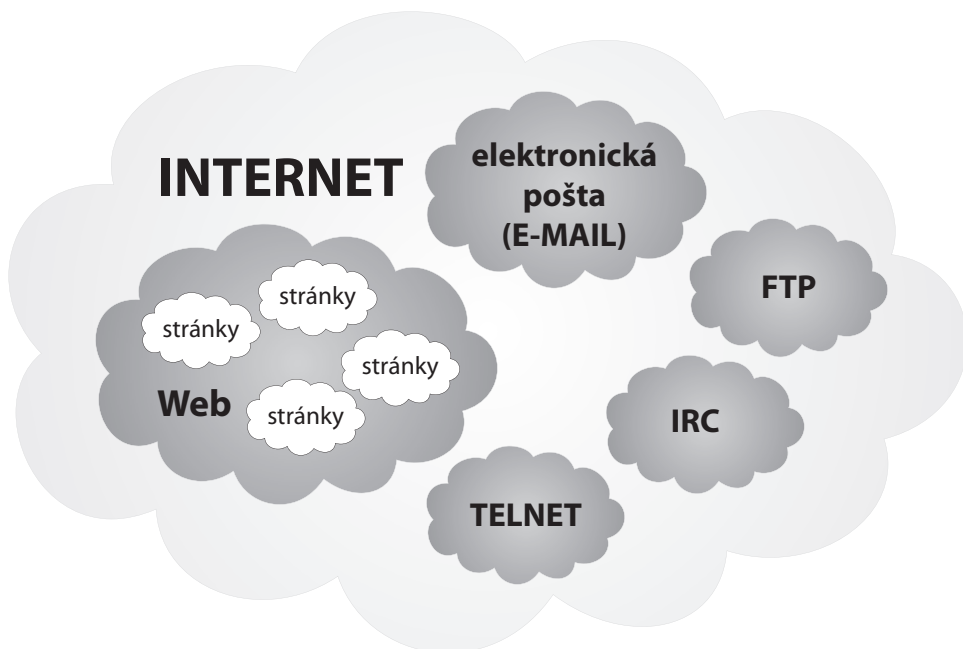 INTERNET
elektronická
pošta
(E-MAIL)
FTP
stránky
stránky
stránky
Web
stránky
IRC
TELNET